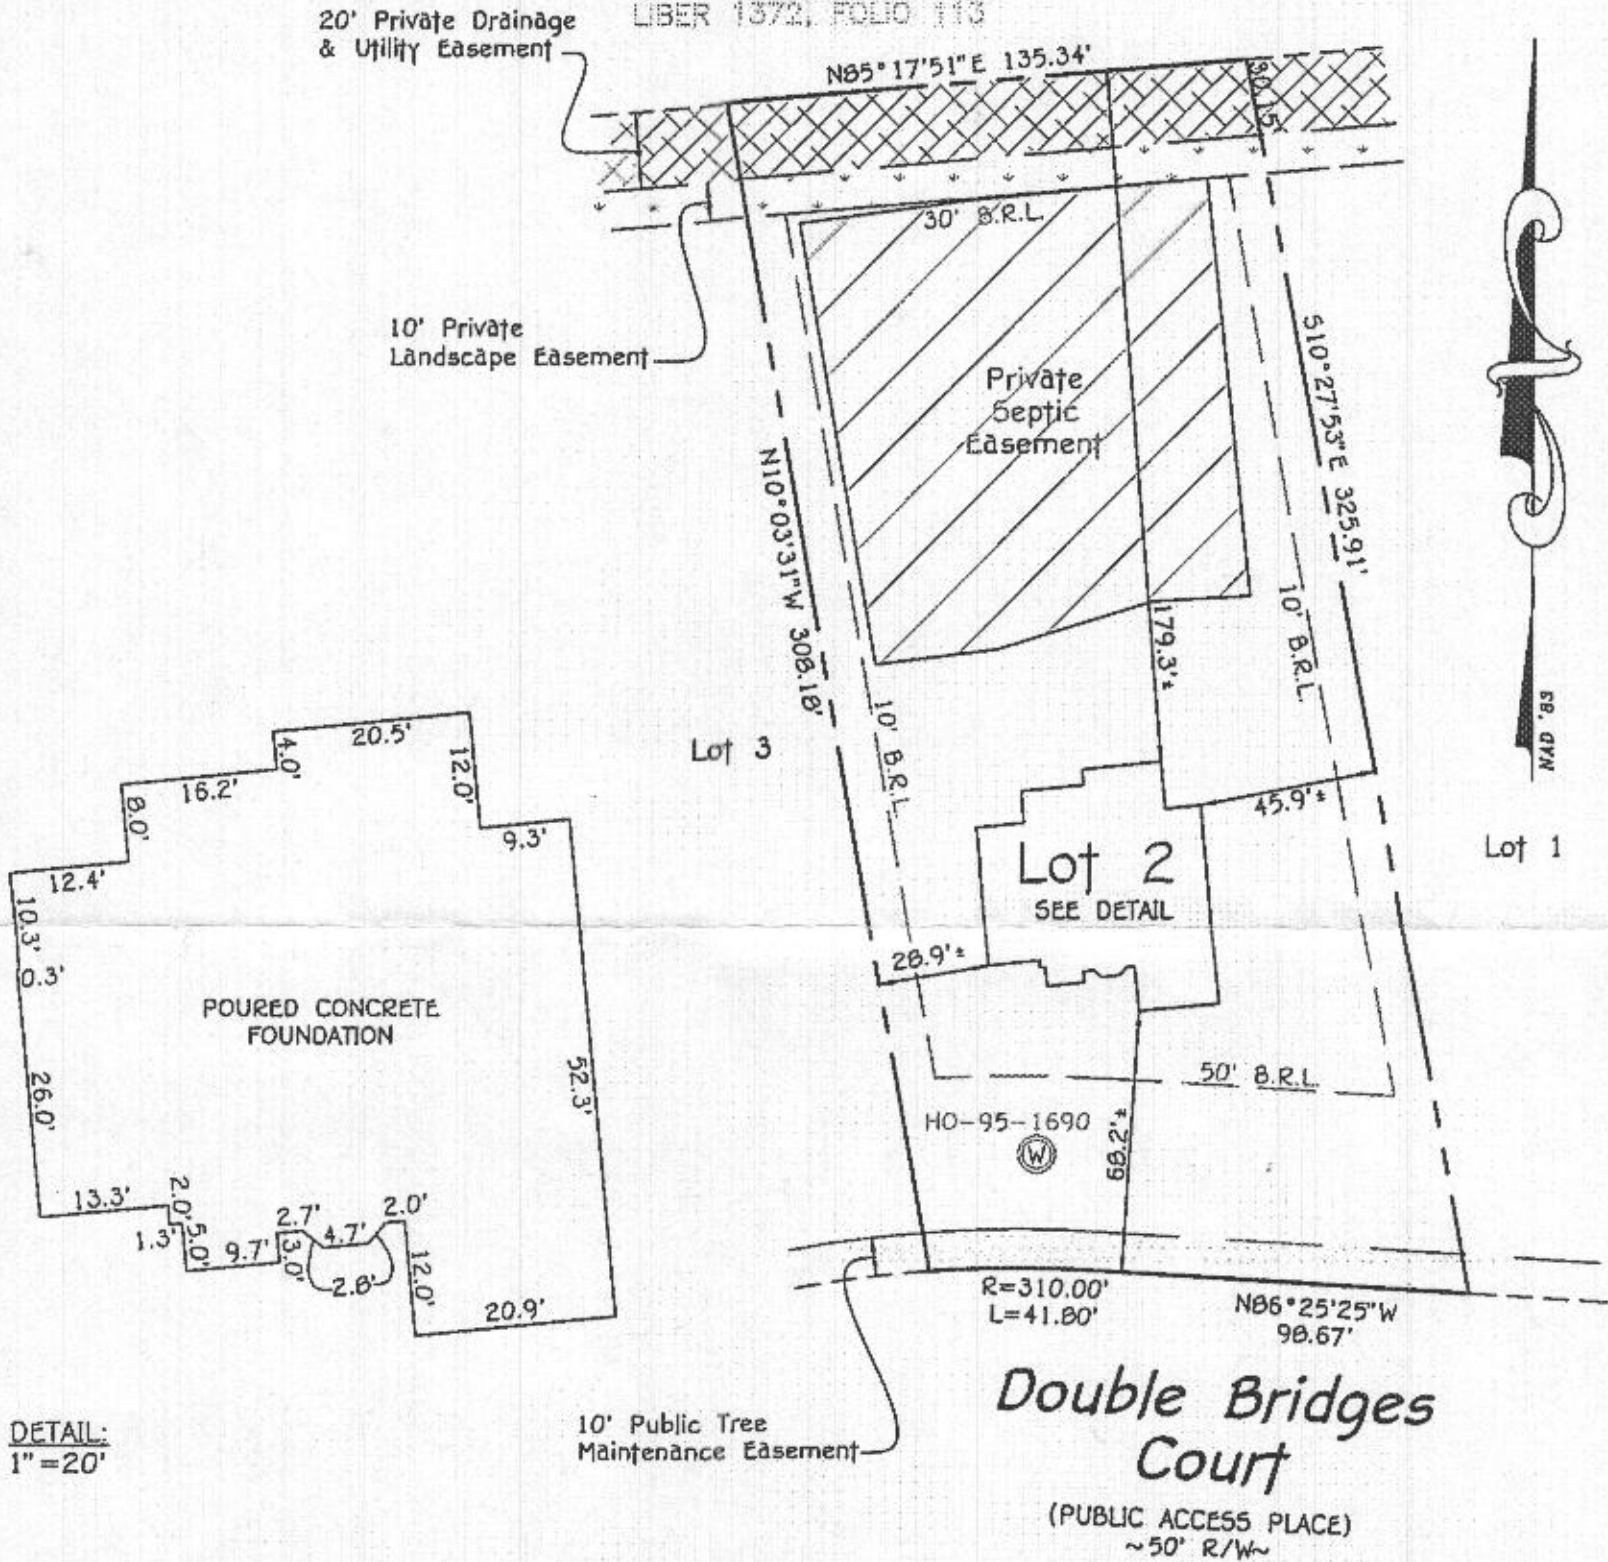 LIBER 1372, FOLIO 113
20' Private Drainage
& Utility Easement
N85°17'51"E 135.34'
30.15'
30' B.R.L.
10' Private
Landscape Easement
Private
Septic
Easement
S10°27'53"E 325.91'
N10°03'31"W 308.18'
10' B.R.L.
10' B.R.L.
179.3'±
NAD '83
Lot 3
Lot 1
45.9'±
Lot 2
SEE DETAIL
28.9'±
50' B.R.L.
HO-95-1690
W
68.2'±
R=310.00'
L=41.80'
N86°25'25"W
98.67'
20.5'
4.0'
12.0'
16.2'
8.0'
9.3'
12.4'
10.3'
0.3'
POURED CONCRETE
FOUNDATION
26.0'
52.3'
13.3'
2.0'
1.3'
5.0'
9.7'
2.7'
3.0'
4.7'
2.8'
2.0'
12.0'
20.9'
DETAIL:
1"=20'
10' Public Tree
Maintenance Easement
Double Bridges
Court
(PUBLIC ACCESS PLACE)
~50' R/W~